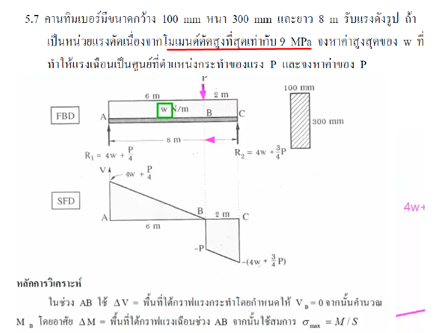 5.7 คานทิมเบอร์มีขนาดกว้าง 100 mm หนา 300 mm และยาว 8 m รับแรงดังรูป ถ้า
เป็นหน่วยแรงดัดเนื่องจากโมเมนต์ดัดสูงที่สุดเท่ากับ 9 MPa จงหาค่าสูงสุดของ w ที่
ทำให้แรงเฉือนเป็นศูนย์ที่ตำแหน่งกระทำของแรง P และจงหาค่าของ P
P
6 m 2 m 100 mm
FBD A w N/m B C
300 mm
8 m
R₁ = 4w + P/4 R₂ = 4w + 3/4 P
V 4w + P/4
SFD
A B 2 m C
6 m
-P
-(4w + 3/4 P)
4w+
หลักการวิเคราะห์
ในช่วง AB ใช้ ΔV = พื้นที่ใต้กราฟแรงกระทำโดยกำหนดให้ V_B = 0 จากนั้นคำนวณ
M_B โดยอาศัย ΔM = พื้นที่ใต้กราฟแรงเฉือนช่วง AB จากนั้นใช้สมการ σ_max = M/S